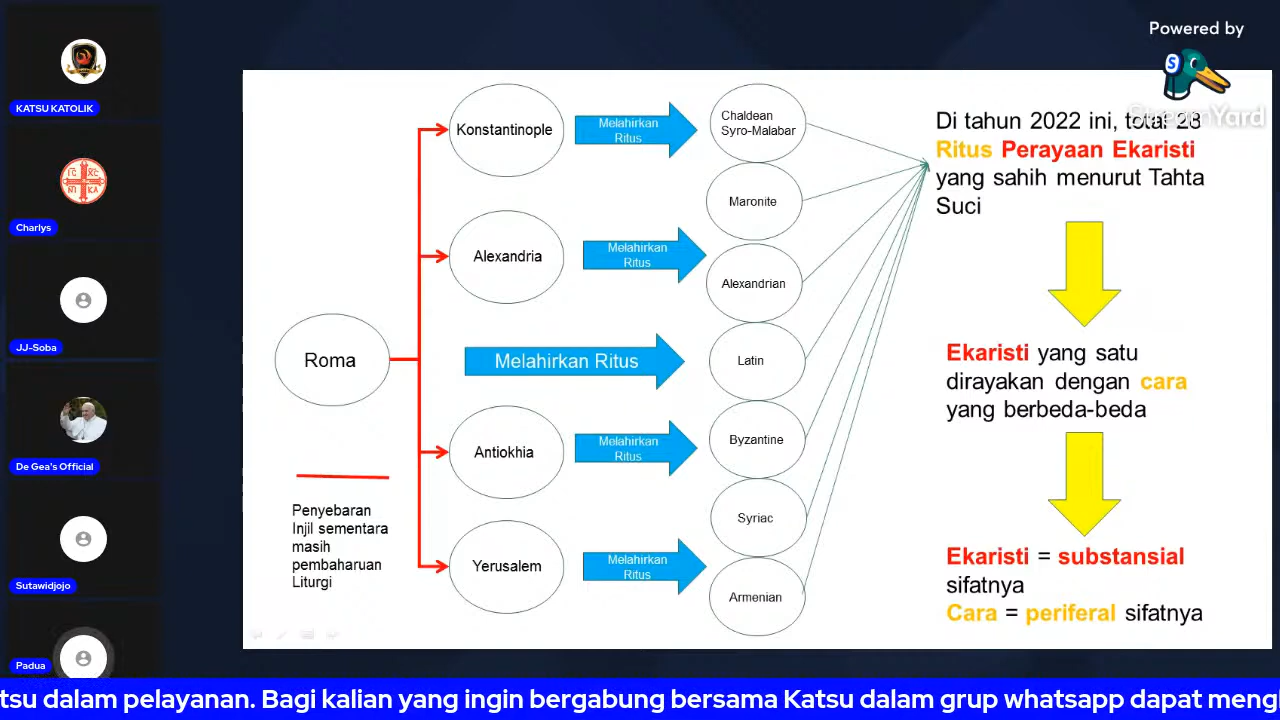 Powered by
StreamYard
KATSU KATOLIK
Charlys
JJ-Soba
De Gea's Official
Sutawidjojo
Padua
Roma
Penyebaran
Injil sementara
masih
pembaharuan
Liturgi
Konstantinople
Alexandria
Antiokhia
Yerusalem
Melahirkan
Ritus
Melahirkan
Ritus
Melahirkan Ritus
Melahirkan
Ritus
Melahirkan
Ritus
Chaldean
Syro-Malabar
Maronite
Alexandrian
Latin
Byzantine
Syriac
Armenian
Di tahun 2022 ini, total 23
Ritus Perayaan Ekaristi
yang sahih menurut Tahta
Suci
Ekaristi yang satu
dirayakan dengan cara
yang berbeda-beda
Ekaristi = substansial
sifatnya
Cara = periferal sifatnya
tsu dalam pelayanan. Bagi kalian yang ingin bergabung bersama Katsu dalam grup whatsapp dapat meng